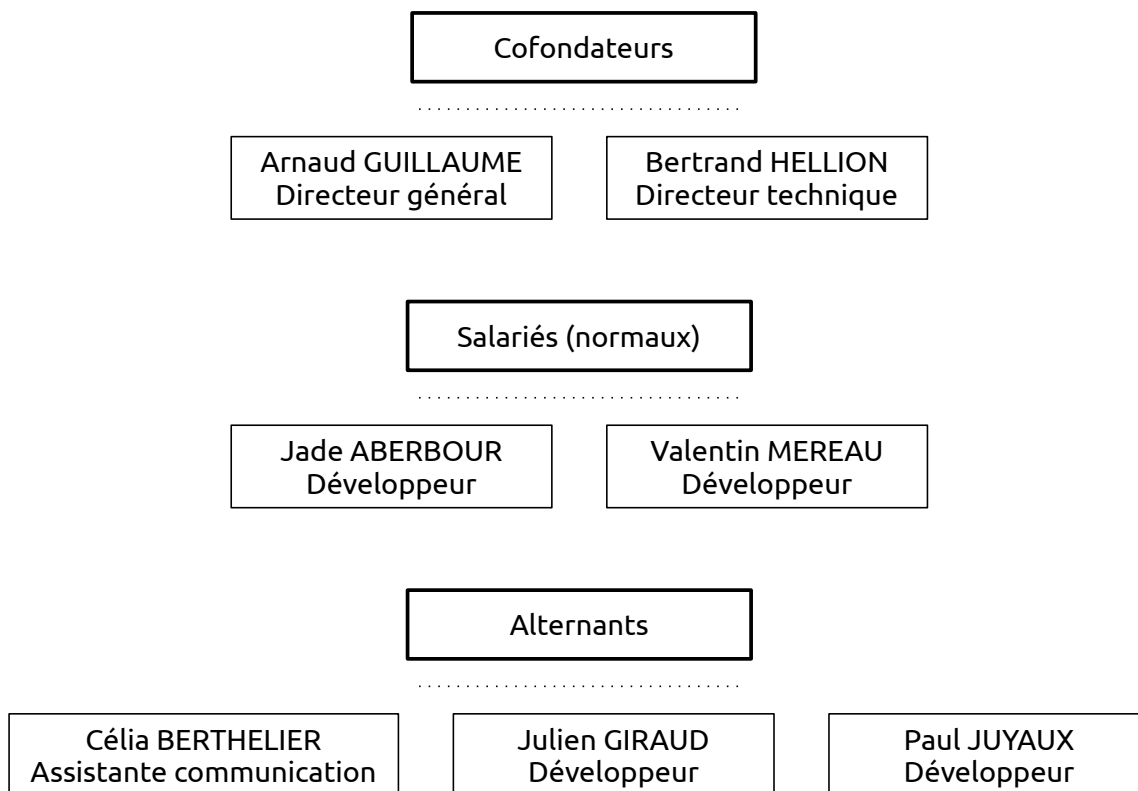 Cofondateurs
Arnaud GUILLAUME
Directeur général
Bertrand HELLION
Directeur technique
Salariés (normaux)
Jade ABERBOUR
Développeur
Valentin MEREAU
Développeur
Alternants
Célia BERTHELIER
Assistante communication
Julien GIRAUD
Développeur
Paul JUYAUX
Développeur